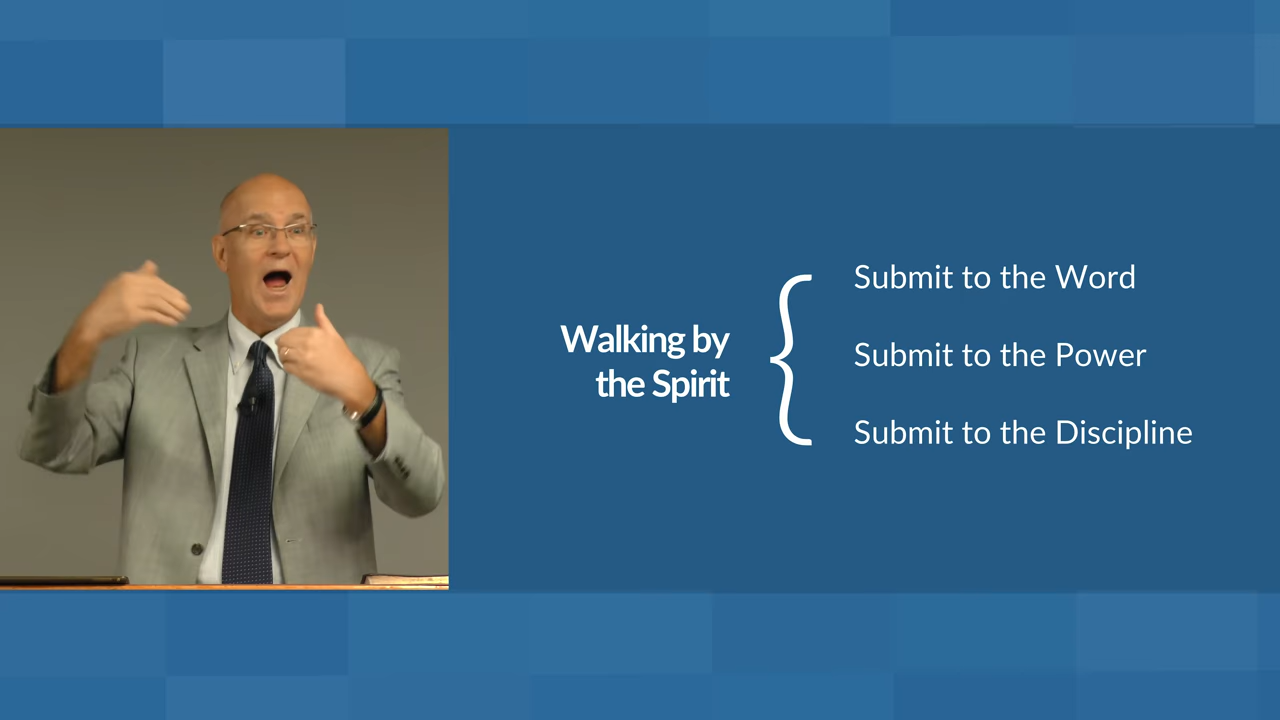 Walking by
the Spirit
Submit to the Word
Submit to the Power
Submit to the Discipline